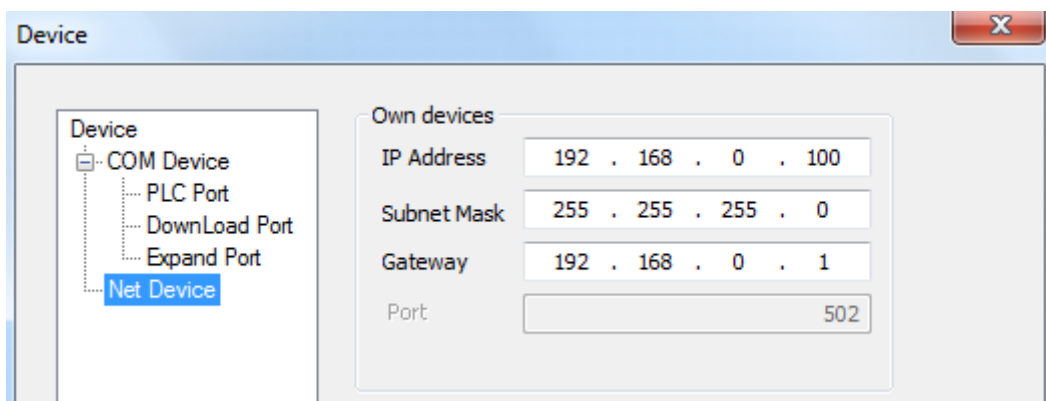 Device
Device
COM Device
PLC Port
DownLoad Port
Expand Port
Net Device
Own devices
IP Address 192 . 168 . 0 . 100
Subnet Mask 255 . 255 . 255 . 0
Gateway 192 . 168 . 0 . 1
Port 502